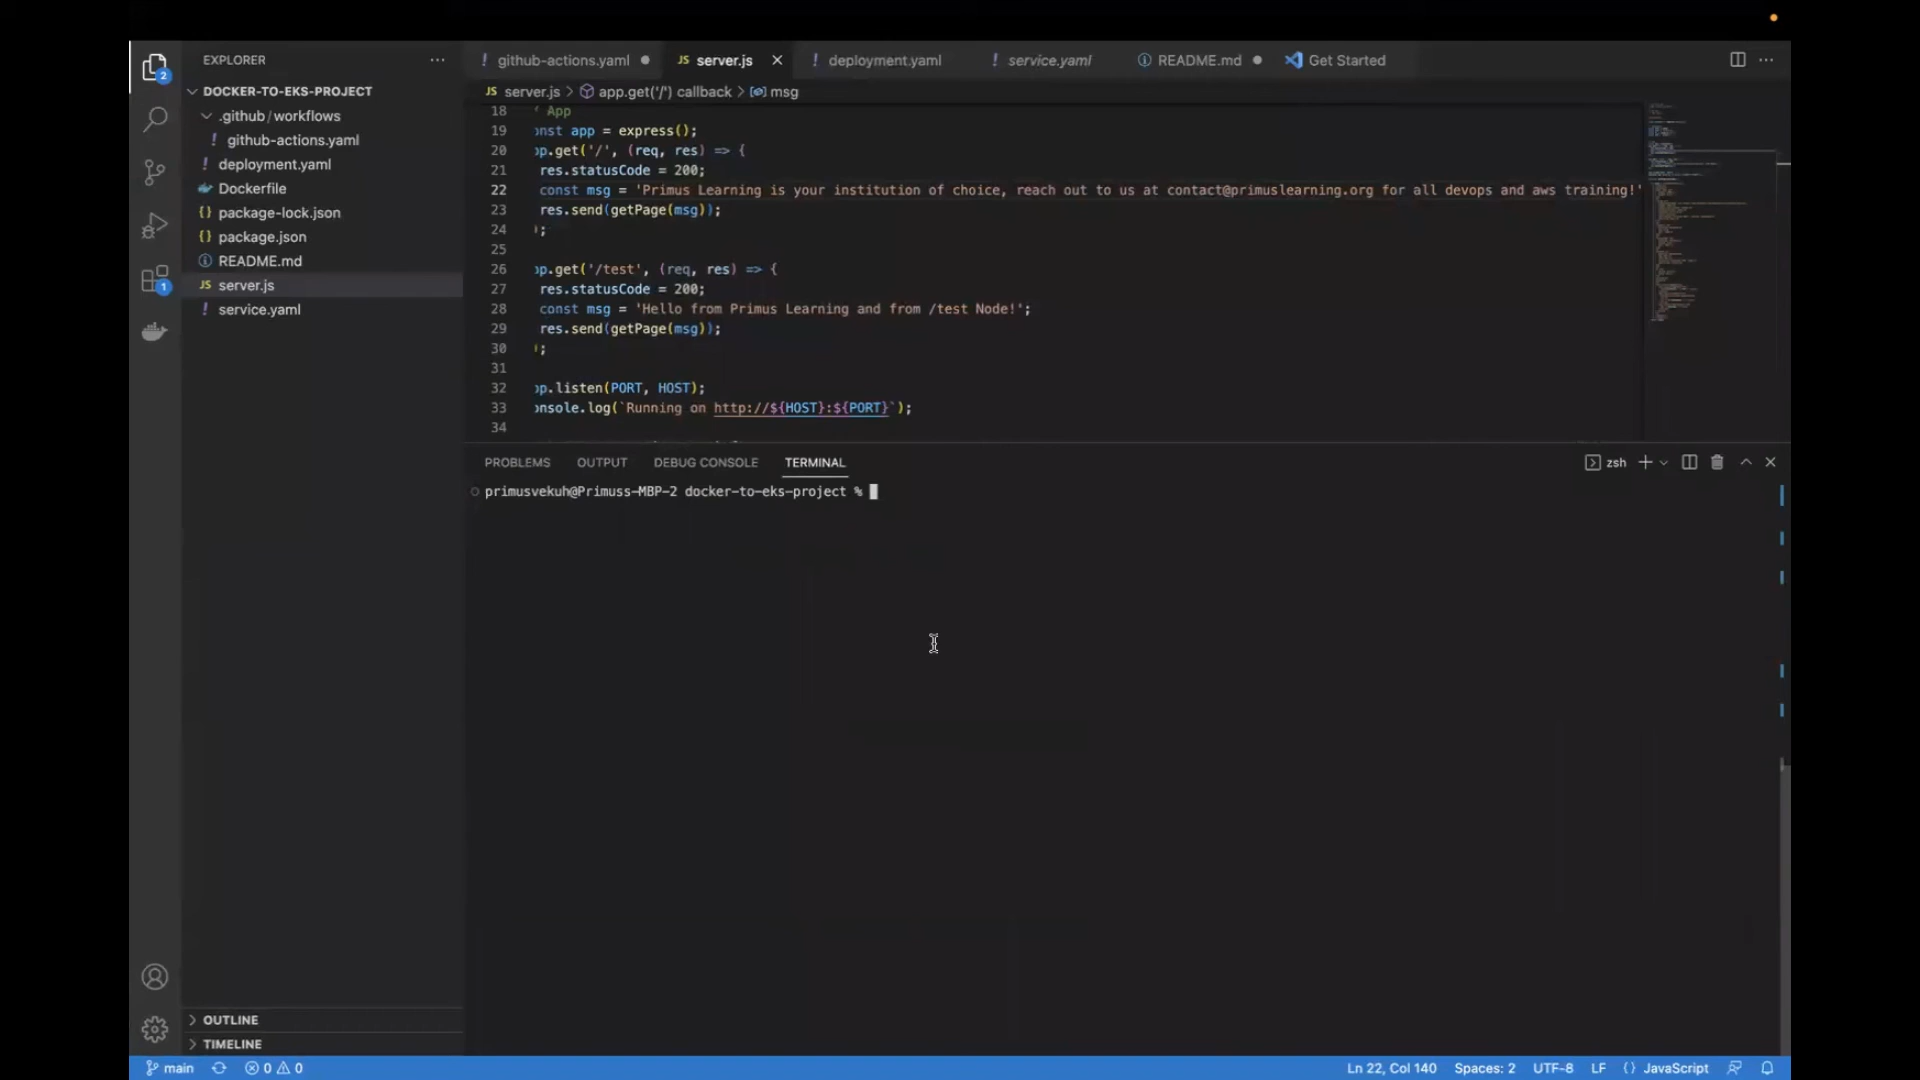 EXPLORER
DOCKER-TO-EKS-PROJECT
.github/workflows
github-actions.yaml
deployment.yaml
Dockerfile
package-lock.json
package.json
README.md
server.js
service.yaml
OUTLINE
TIMELINE
2
1
github-actions.yaml
server.js
deployment.yaml
service.yaml
README.md
Get Started
JS server.js > app.get('/') callback > msg
18 ' App
19 onst app = express();
20 pp.get('/', (req, res) => {
21 res.statusCode = 200;
22 const msg = 'Primus Learning is your institution of choice, reach out to us at contact@primuslearning.org for all devops and aws training!'
23 res.send(getPage(msg));
24 );
25
26 pp.get('/test', (req, res) => {
27 res.statusCode = 200;
28 const msg = 'Hello from Primus Learning and from /test Node!';
29 res.send(getPage(msg));
30 );
31
32 pp.listen(PORT, HOST);
33 onsole.log(`Running on http://${HOST}:${PORT}`);
34
PROBLEMS OUTPUT DEBUG CONSOLE TERMINAL
zsh
primusvekuh@Primuss-MBP-2 docker-to-eks-project %
main 0 0 Ln 22, Col 140 Spaces: 2 UTF-8 LF {} JavaScript